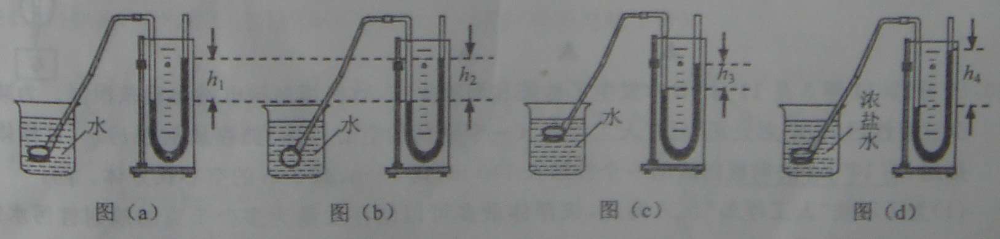 h₁
水
图（a）
h₂
水
图（b）
h₃
水
图（c）
h₄
浓
盐
水
图（d）